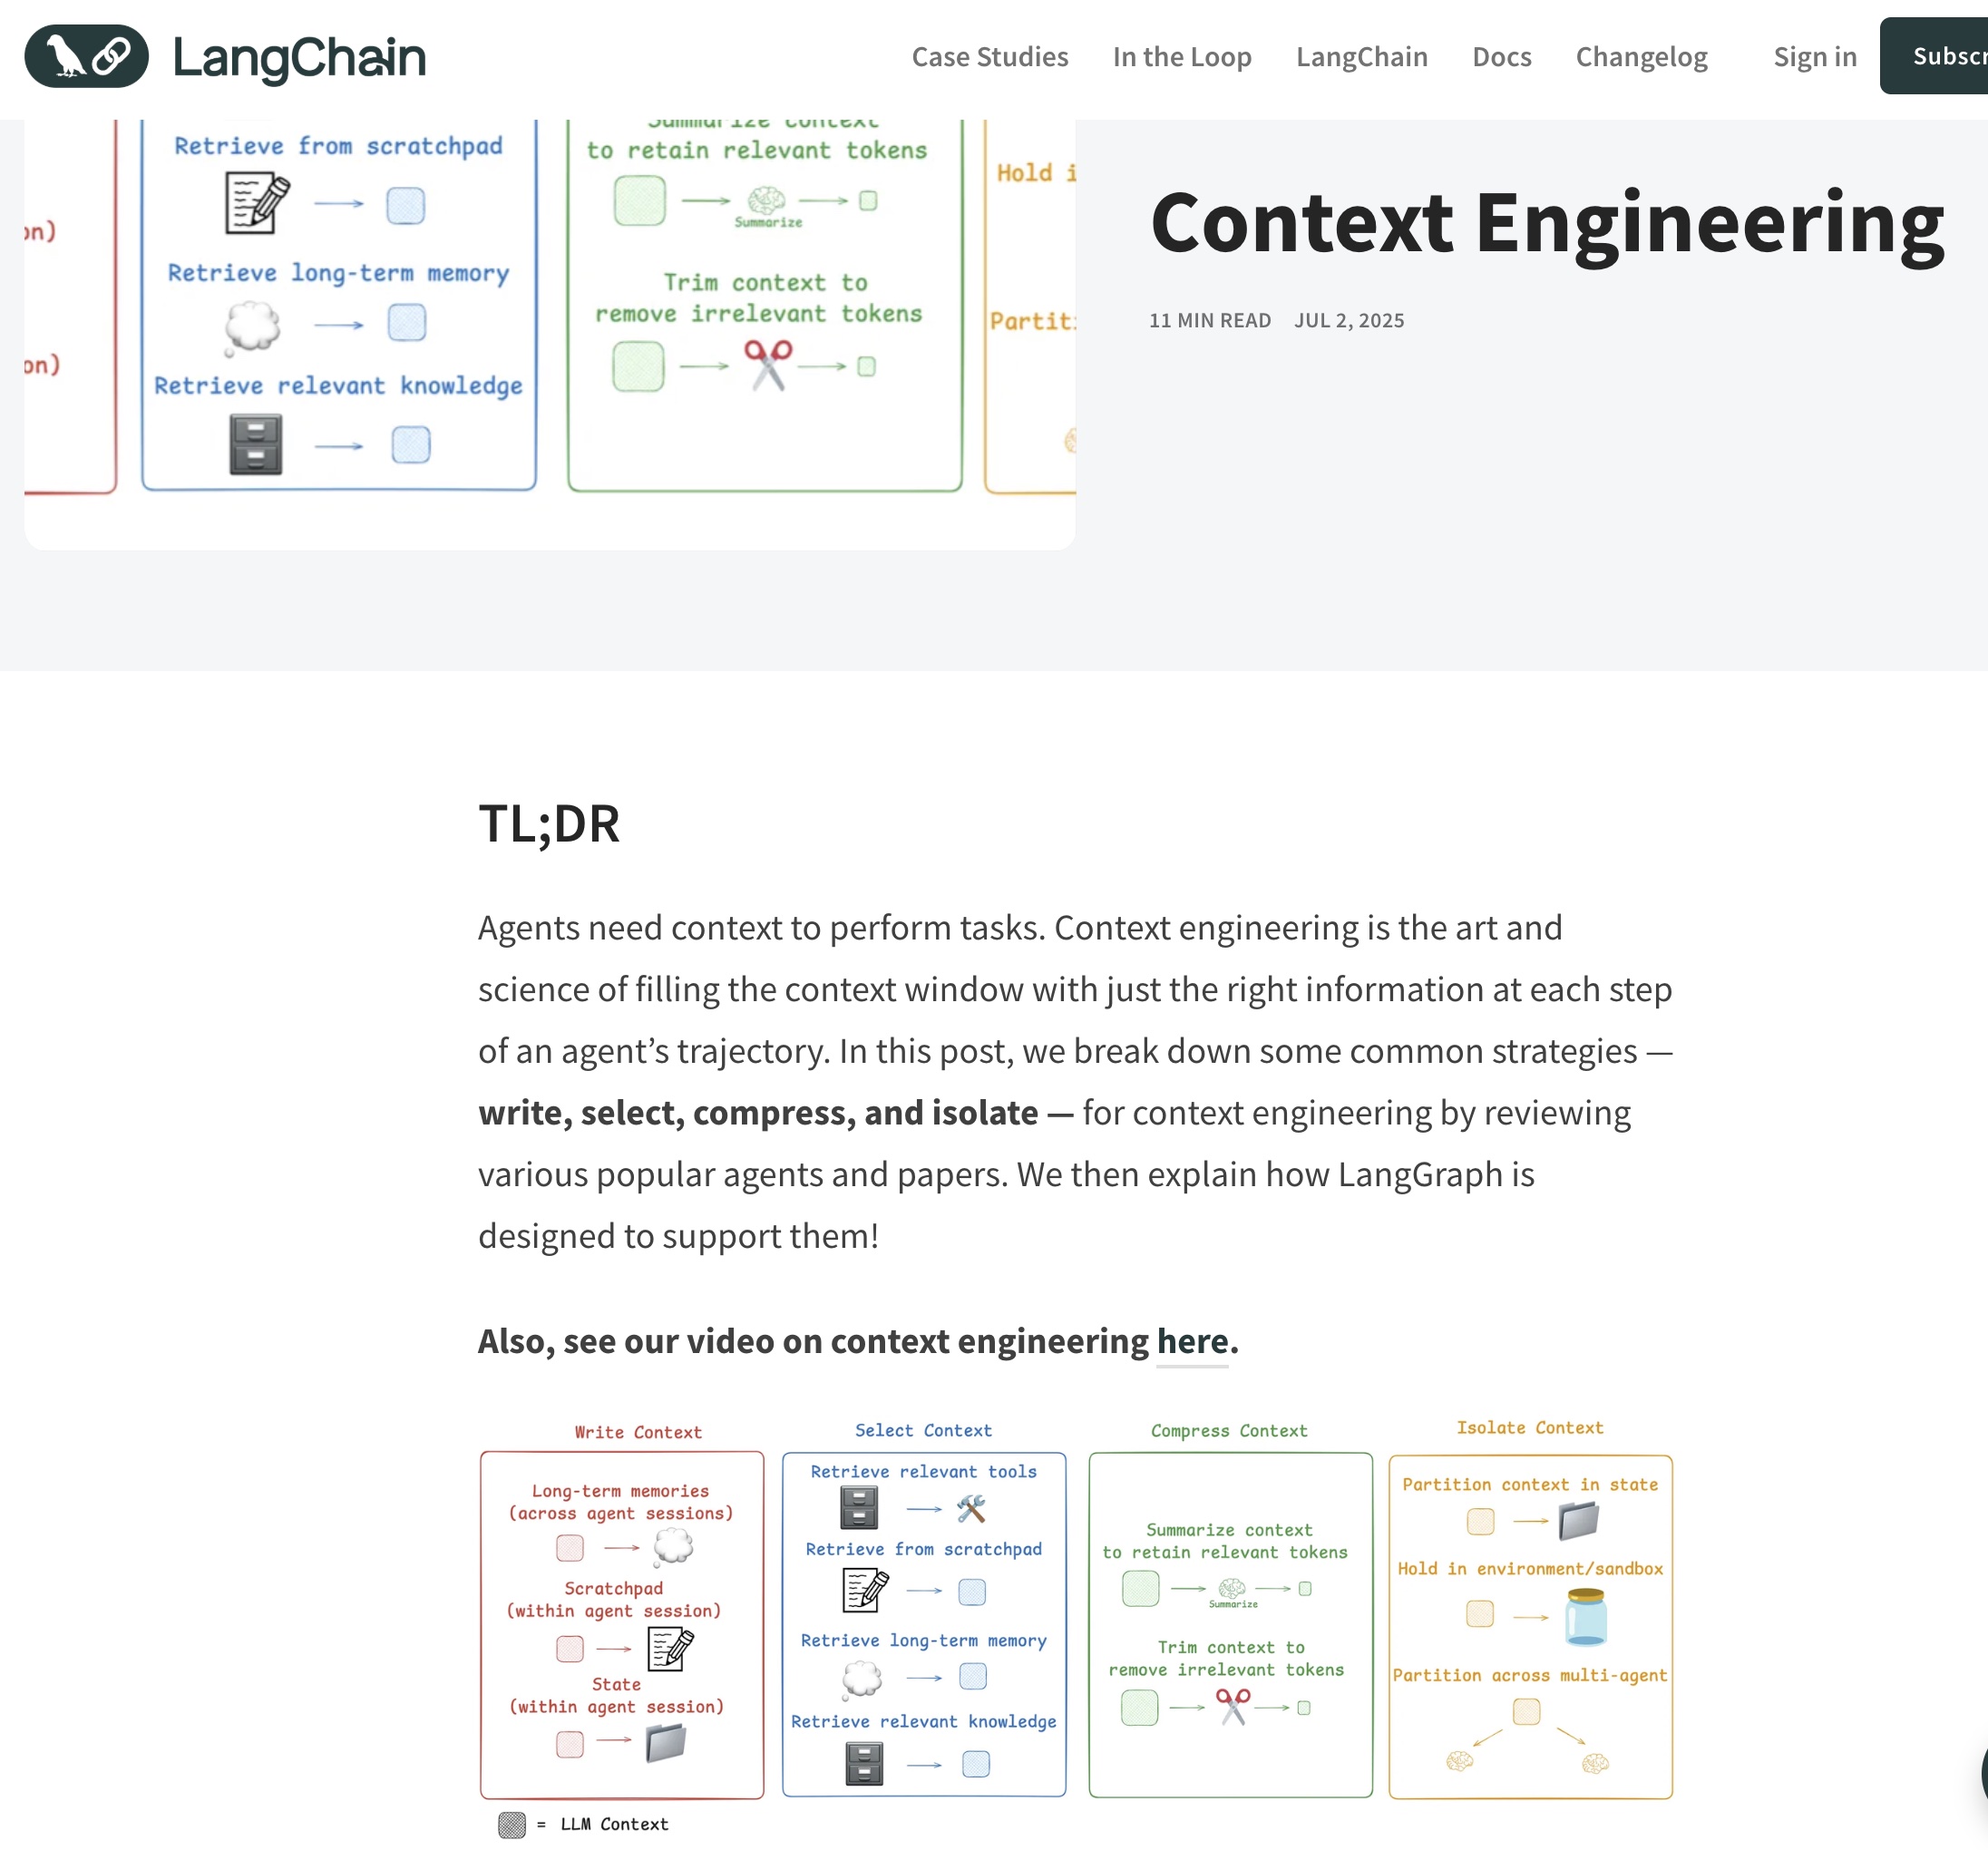 LangChain
Case Studies
In the Loop
LangChain
Docs
Changelog
Sign in
Retrieve from scratchpad
Retrieve long-term memory
Retrieve relevant knowledge
Summarize context
to retain relevant tokens
Summarize
Trim context to
remove irrelevant tokens
Hold
Context Engineering
11 MIN READ JUL 2, 2025
TL;DR
Agents need context to perform tasks. Context engineering is the art and
science of filling the context window with just the right information at each step
of an agent’s trajectory. In this post, we break down some common strategies —
write, select, compress, and isolate — for context engineering by reviewing
various popular agents and papers. We then explain how LangGraph is
designed to support them!
Also, see our video on context engineering here.
Write Context
Long-term memories
(across agent sessions)
Scratchpad
(within agent session)
State
(within agent session)
Select Context
Retrieve relevant tools
Retrieve from scratchpad
Retrieve long-term memory
Retrieve relevant knowledge
Compress Context
Summarize context
to retain relevant tokens
Summarize
Trim context to
remove irrelevant tokens
Isolate Context
Partition context in state
Hold in environment/sandbox
Partition across multi-agent
= LLM Context